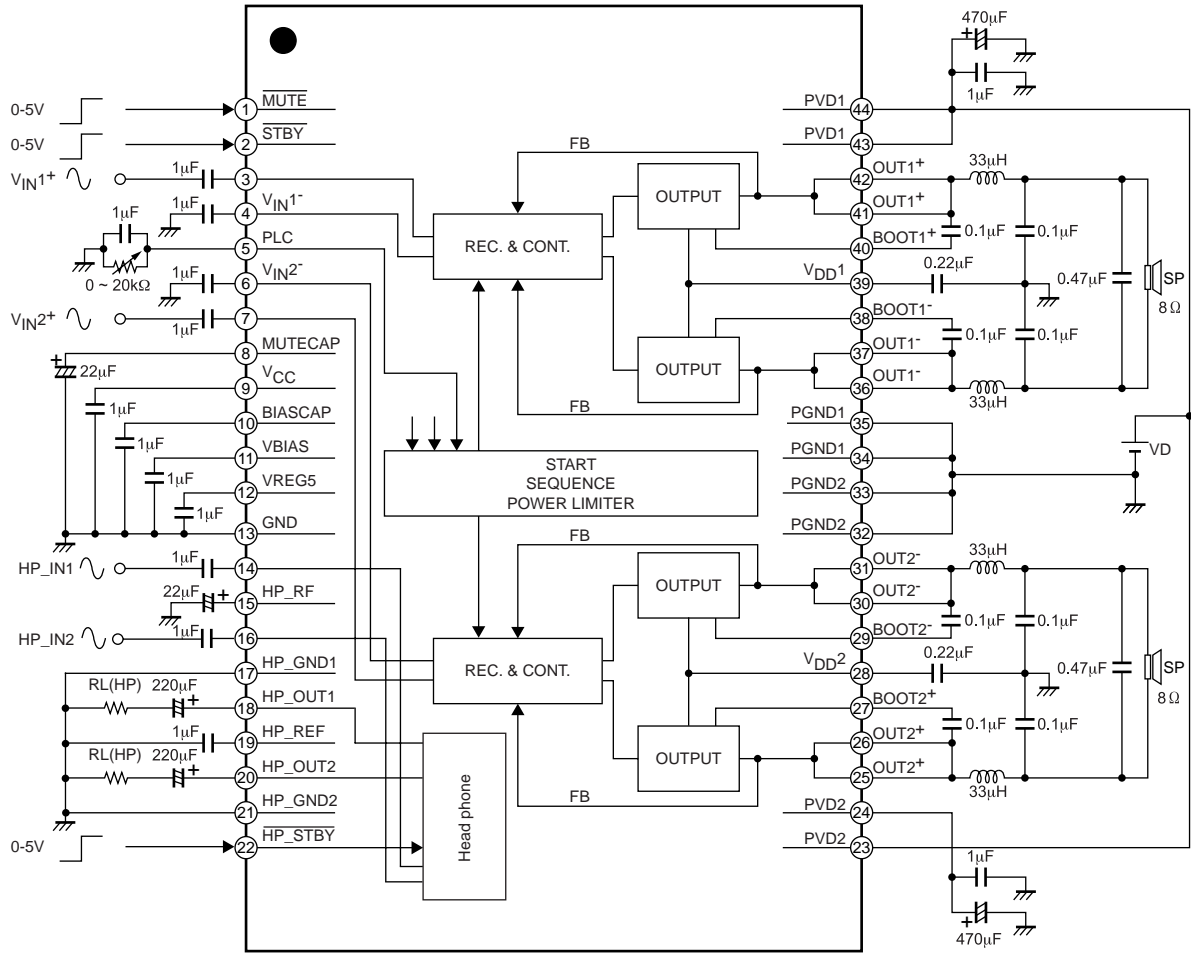 470µF
+
1µF
0-5V
1
MUTE
PVD1
44
0-5V
2
STBY
PVD1
43
FB
33µH
VIN1+
1µF
3
OUTPUT
42
OUT1+
1µF
4
VIN1-
41
OUT1+
REC. & CONT.
0.1µF
0.1µF
1µF
5
PLC
40
BOOT1+
0 ~ 20kΩ
6
VIN2-
VDD1
39
0.22µF
0.47µF
SP
8Ω
VIN2+
1µF
7
38
BOOT1-
0.1µF
0.1µF
+
22µF
8
MUTECAP
OUTPUT
37
OUT1-
9
VCC
36
OUT1-
33µH
1µF
FB
10
BIASCAP
PGND1
35
1µF
11
VBIAS
PGND1
34
VD
1µF
START
SEQUENCE
POWER LIMITER
12
VREG5
PGND2
33
1µF
13
GND
PGND2
32
FB
33µH
HP_IN1
1µF
14
OUTPUT
31
OUT2-
22µF
+
15
HP_RF
30
OUT2-
0.1µF
0.1µF
HP_IN2
1µF
16
29
BOOT2-
REC. & CONT.
17
HP_GND1
VDD2
28
0.22µF
0.47µF
SP
8Ω
RL(HP)
220µF
+
18
HP_OUT1
27
BOOT2+
0.1µF
0.1µF
1µF
19
HP_REF
OUTPUT
26
OUT2+
RL(HP)
220µF
+
20
HP_OUT2
25
OUT2+
33µH
FB
21
HP_GND2
PVD2
24
0-5V
22
HP_STBY
PVD2
23
Head phone
1µF
+
470µF